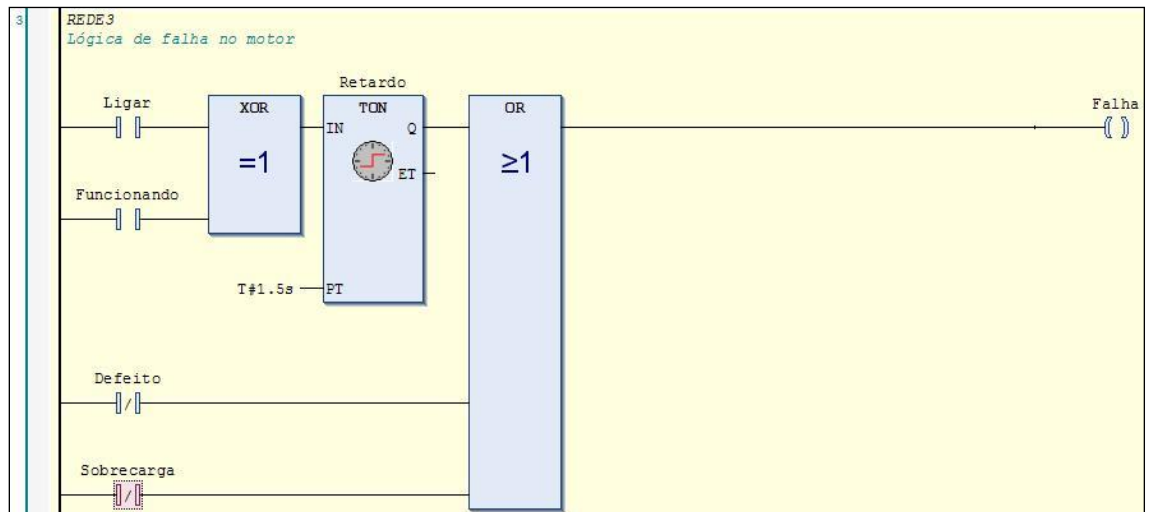 3 REDE3
Lógica de falha no motor
Retardo
Ligar XOR TON OR Falha
IN Q
=1 ET ≥1
Funcionando
T#1.5s PT
Defeito
Sobrecarga